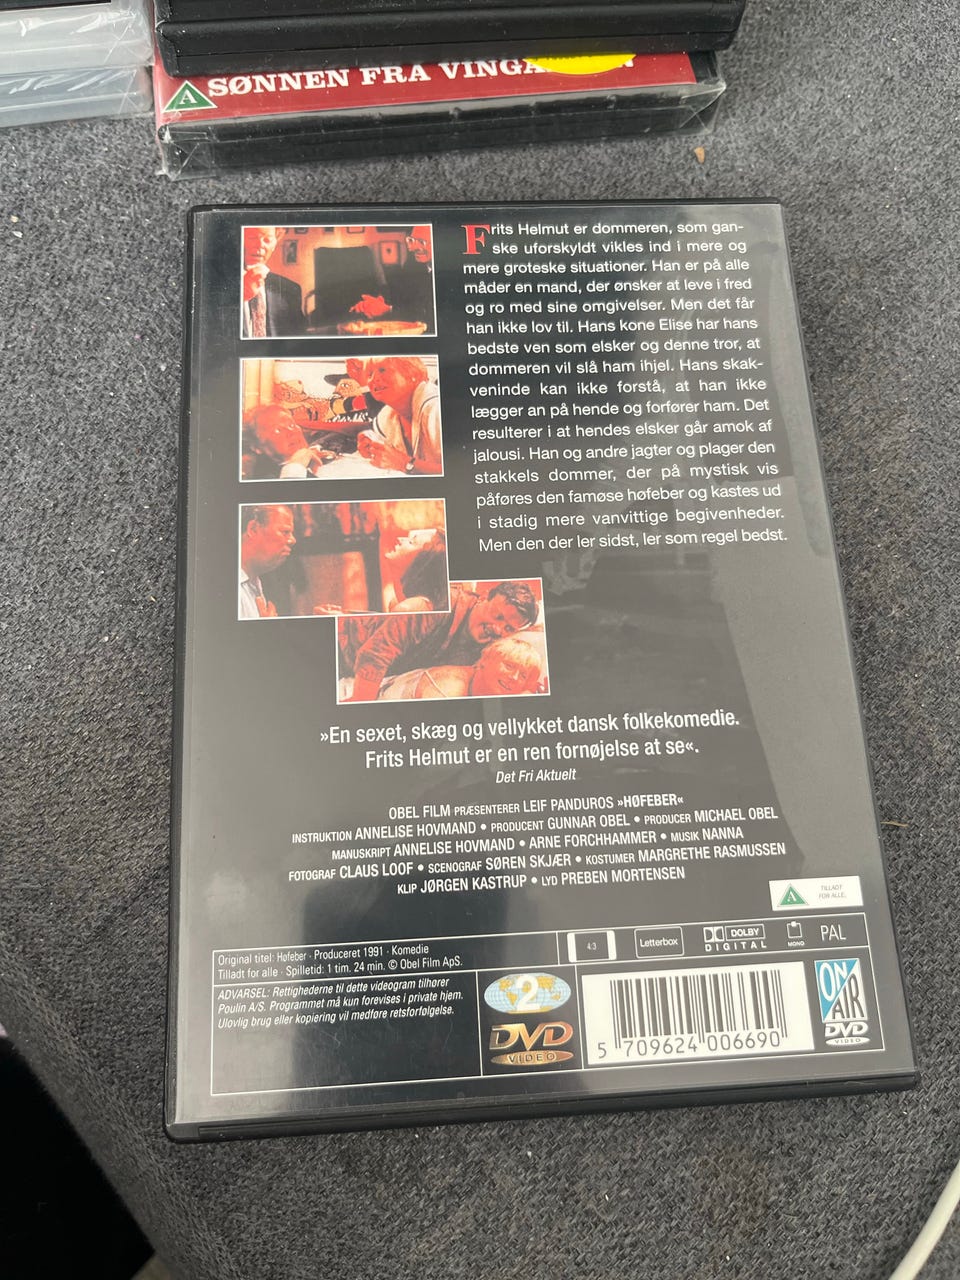 SØNNEN FRA
A
Frits Helmut er dommeren, som gan-
ske uforskyldt vikles ind i mere og
mere groteske situationer. Han er på alle
måder en mand, der ønsker at leve i fred
og ro med sine omgivelser. Men det får
han ikke lov til. Hans kone Elise har hans
bedste ven som elsker og denne tror, at
dommeren vil slå ham ihjel. Hans skak-
veninde kan ikke forstå, at han ikke
lægger an på hende og forfører ham. Det
resulterer i at hendes elsker går amok af
jalousi. Han og andre jagter og plager den
stakkels dommer, der på mystisk vis
påføres den famøse høfeber og kastes ud
i stadig mere vanvittige begivenheder.
Men den der ler sidst, ler som regel bedst.
»En sexet, skæg og vellykket dansk folkekomedie.
Frits Helmut er en ren fornøjelse at se«.
Det Fri Aktuelt
OBEL FILM PRÆSENTERER LEIF PANDUROS »HØFEBER«
INSTRUKTION ANNELISE HOVMAND • PRODUCENT GUNNAR OBEL • PRODUCER MICHAEL OBEL
MANUSKRIPT ANNELISE HOVMAND • ARNE FORCHHAMMER • MUSIK NANNA
FOTOGRAF CLAUS LOOF • SCENOGRAF SØREN SKJÆR • KOSTUMER MARGRETHE RASMUSSEN
KLIP JØRGEN KASTRUP • LYD PREBEN MORTENSEN
A
TILLADT
FOR ALLE.
Original titel: Høfeber · Produceret 1991 · Komedie
Tilladt for alle · Spilletid: 1 tim. 24 min. © Obel Film ApS.
4:3
Letterbox
DOLBY
DIGITAL
MONO
PAL
ADVARSEL: Rettighederne til dette videogram tilhører
Poulin A/S. Programmet må kun forevises i private hjem.
Ulovlig brug eller kopiering vil medføre retsforfølgelse.
2
DVD
VIDEO
5 709624 006690
ON
AIR
DVD
VIDEO